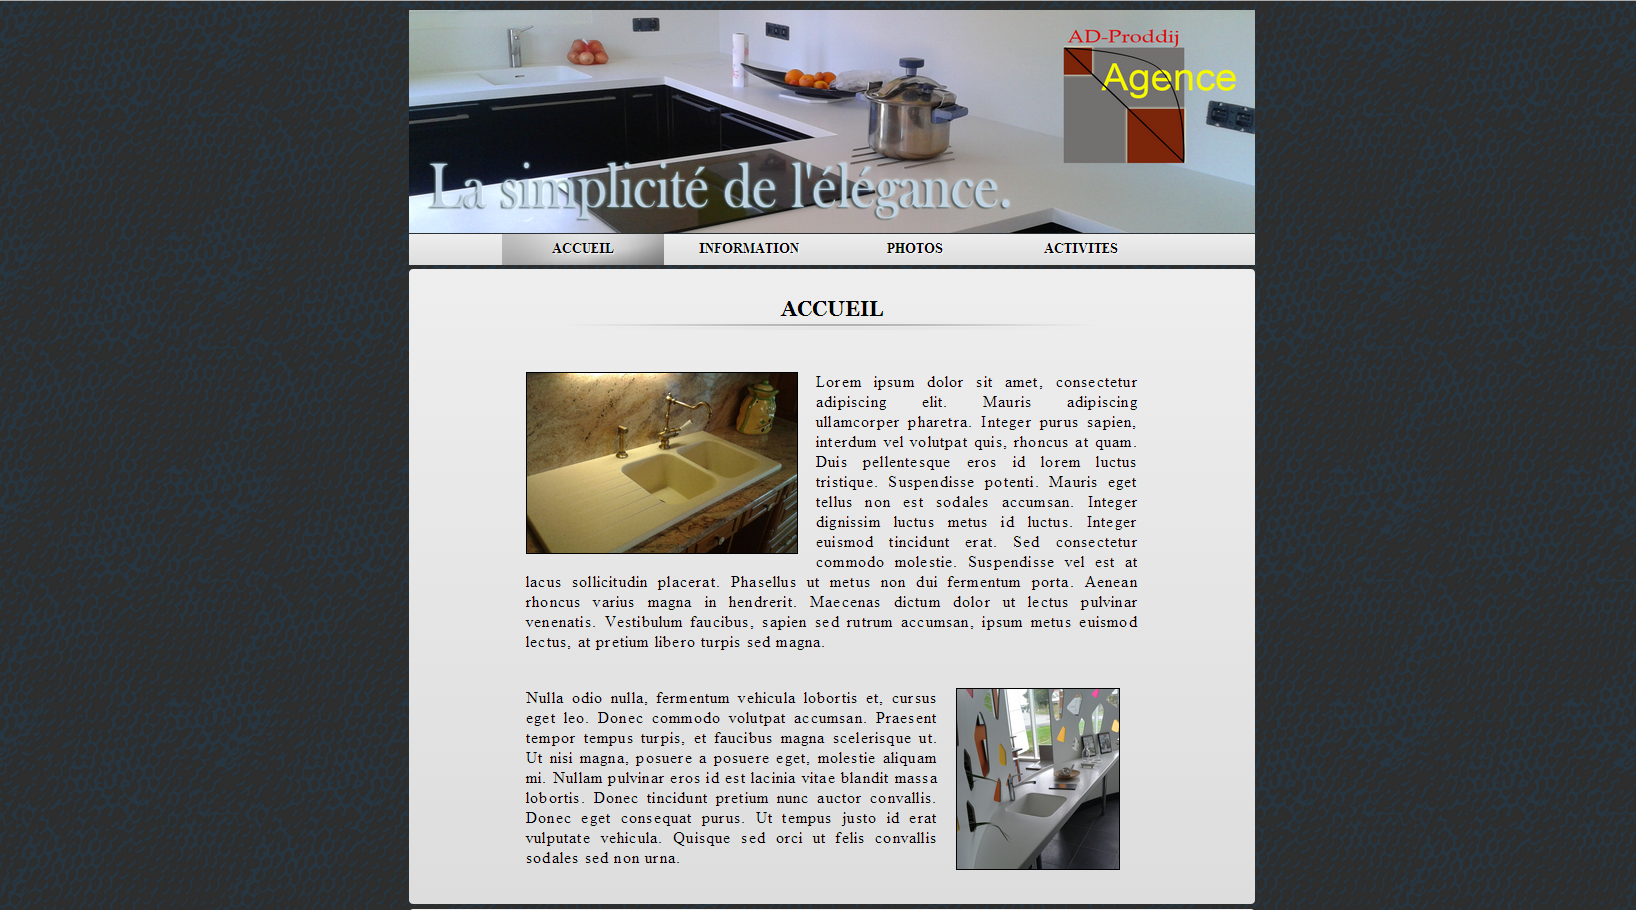 AD-Proddij
Agence
La simplicité de l'élégance.
ACCUEIL INFORMATION PHOTOS ACTIVITES
ACCUEIL
Lorem ipsum dolor sit amet, consectetur
adipiscing elit. Mauris adipiscing
ullamcorper pharetra. Integer purus sapien,
interdum vel volutpat quis, rhoncus at quam.
Duis pellentesque eros id lorem luctus
tristique. Suspendisse potenti. Mauris eget
tellus non est sodales accumsan. Integer
dignissim luctus metus id luctus. Integer
euismod tincidunt erat. Sed consectetur
commodo molestie. Suspendisse vel est at
lacus sollicitudin placerat. Phasellus ut metus non dui fermentum porta. Aenean
rhoncus varius magna in hendrerit. Maecenas dictum dolor ut lectus pulvinar
venenatis. Vestibulum faucibus, sapien sed rutrum accumsan, ipsum metus euismod
lectus, at pretium libero turpis sed magna.
Nulla odio nulla, fermentum vehicula lobortis et, cursus
eget leo. Donec commodo volutpat accumsan. Praesent
tempor tempus turpis, et faucibus magna scelerisque ut.
Ut nisi magna, posuere a posuere eget, molestie aliquam
mi. Nullam pulvinar eros id est lacinia vitae blandit massa
lobortis. Donec tincidunt pretium nunc auctor convallis.
Donec eget consequat purus. Ut tempus justo id erat
vulputate vehicula. Quisque sed orci ut felis convallis
sodales sed non urna.